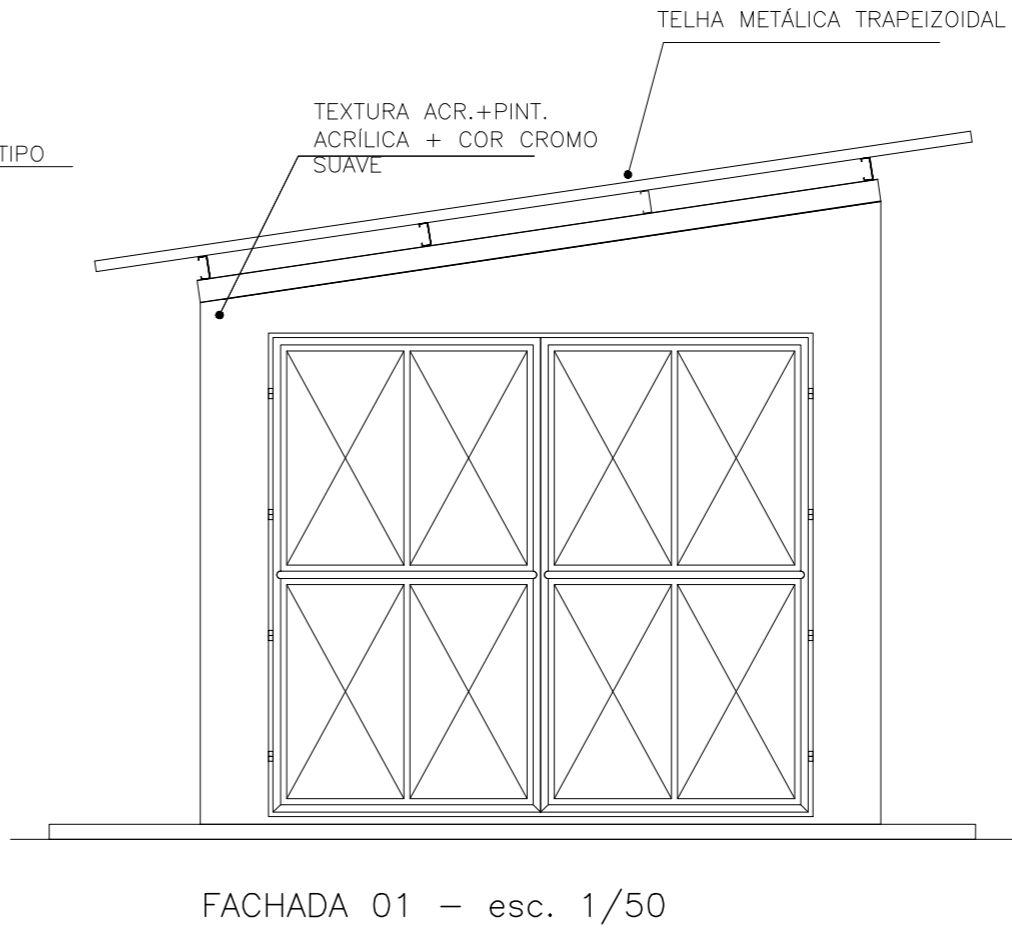 TELHA METÁLICA TRAPEIZOIDAL
TEXTURA ACR.+PINT.
ACRÍLICA + COR CROMO
SUAVE
TIPO
FACHADA 01 — esc. 1/50